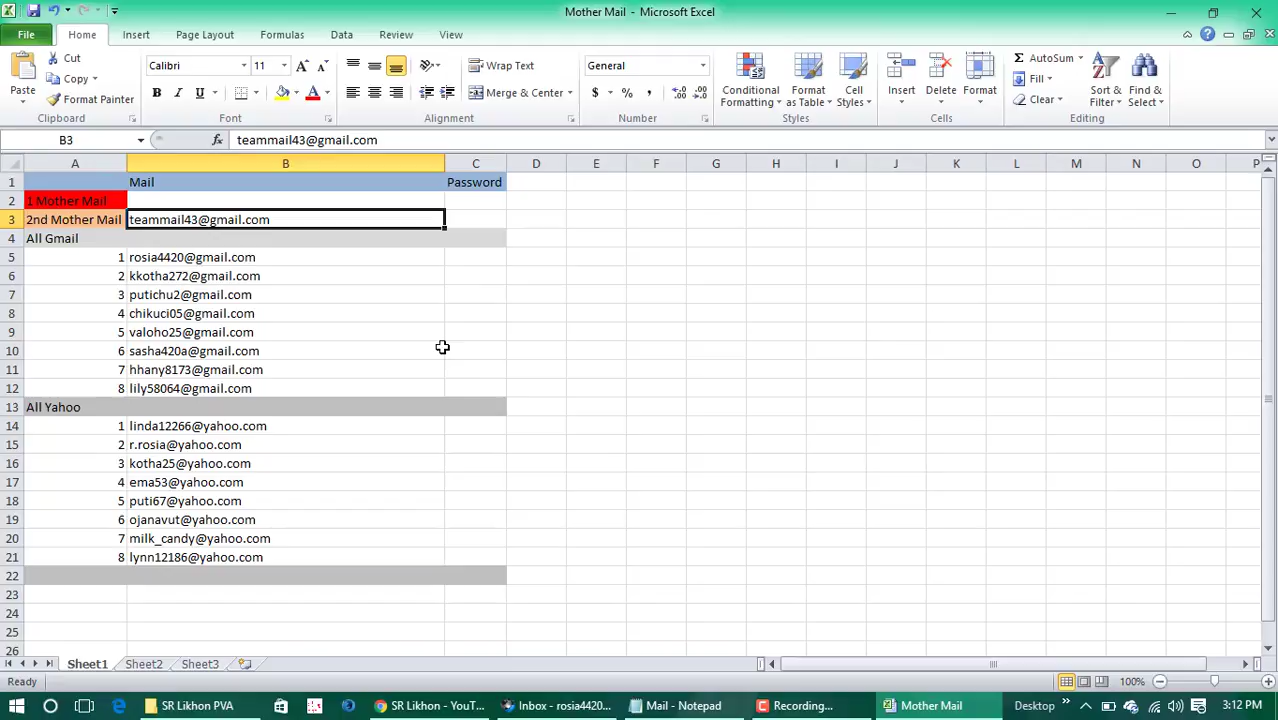 Mother Mail - Microsoft Excel
File Home Insert Page Layout Formulas Data Review View
Paste
Cut
Copy
Format Painter
Clipboard
Calibri 11
B I U
Font
Wrap Text
Merge & Center
Alignment
General
$ % ,
Number
Conditional Formatting
Format as Table
Cell Styles
Styles
Insert Delete Format
Cells
AutoSum
Fill
Clear
Sort & Filter
Find & Select
Editing
B3 fx teammail43@gmail.com
A B C D E F G H I J K L M N O P
1 Mail Password
2 1 Mother Mail
3 2nd Mother Mail teammail43@gmail.com
4 All Gmail
5 1 rosia4420@gmail.com
6 2 kkotha272@gmail.com
7 3 putichu2@gmail.com
8 4 chikuci05@gmail.com
9 5 valoho25@gmail.com
10 6 sasha420a@gmail.com
11 7 hhany8173@gmail.com
12 8 lily58064@gmail.com
13 All Yahoo
14 1 linda12266@yahoo.com
15 2 r.rosia@yahoo.com
16 3 kotha25@yahoo.com
17 4 ema53@yahoo.com
18 5 puti67@yahoo.com
19 6 ojanavut@yahoo.com
20 7 milk_candy@yahoo.com
21 8 lynn12186@yahoo.com
22
23
24
25
26
Sheet1 Sheet2 Sheet3
Ready 100%
SR Likhon PVA SR Likhon - YouT... Inbox - rosia4420... Mail - Notepad Recording... Mother Mail Desktop » 3:12 PM